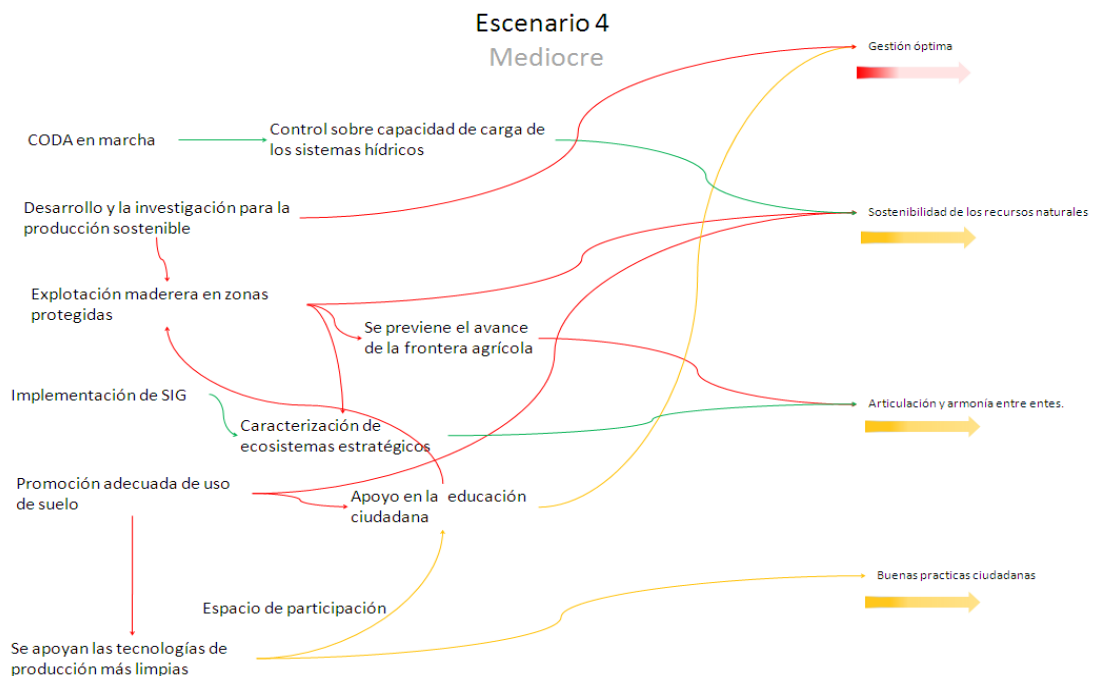 Escenario 4
Mediocre
Gestión óptima
CODA en marcha
Control sobre capacidad de carga de
los sistemas hídricos
Desarrollo y la investigación para la
producción sostenible
Sostenibilidad de los recursos naturales
Explotación maderera en zonas
protegidas
Se previene el avance
de la frontera agrícola
Implementación de SIG
Articulación y armonía entre entes.
Caracterización de
ecosistemas estratégicos
Promoción adecuada de uso
de suelo
Apoyo en la educación
ciudadana
Buenas practicas ciudadanas
Espacio de participación
Se apoyan las tecnologías de
producción más limpias